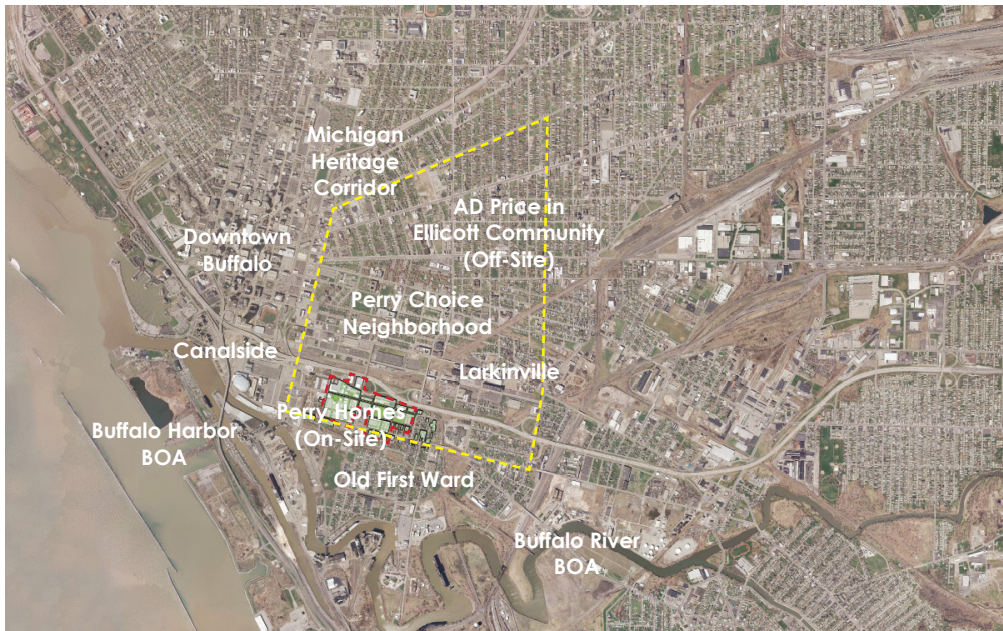 Michigan
Heritage
Corridor
AD Price in
Ellicott Community
(Off-Site)
Downtown
Buffalo
Perry Choice
Neighborhood
Canalside
Larkinville
Perry Homes
(On-Site)
Buffalo Harbor
BOA
Old First Ward
Buffalo River
BOA